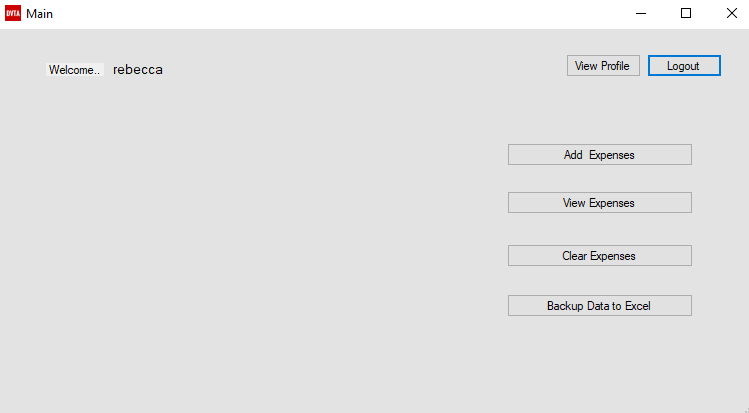 DVTA Main
Welcome.. rebecca
View Profile Logout
Add  Expenses
View Expenses
Clear Expenses
Backup Data to Excel